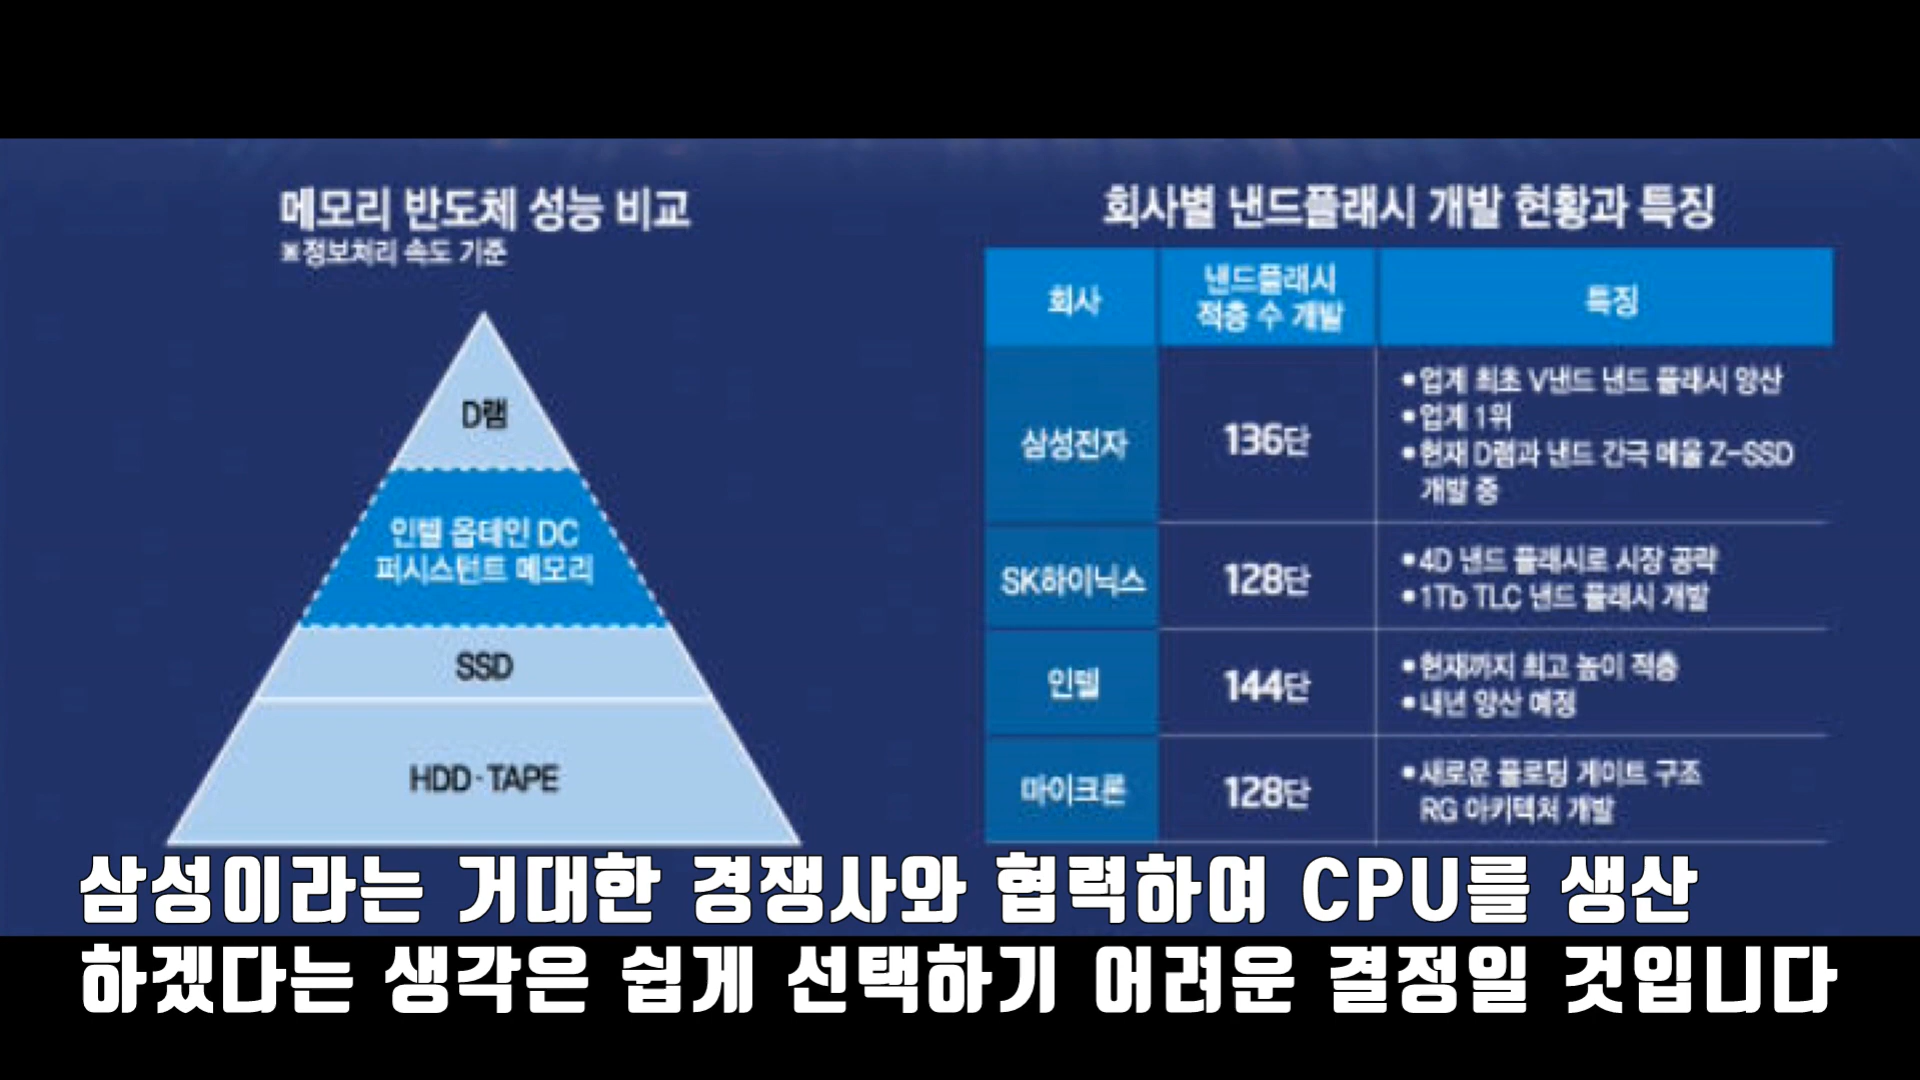 메모리 반도체 성능 비교
※정보처리 속도 기준
D램
인텔 옵테인 DC
퍼시스턴트 메모리
SSD
HDD·TAPE
회사별 낸드플래시 개발 현황과 특징
회사
낸드플래시
적층 수 개발
특징
삼성전자
136단
•업계 최초 V낸드 낸드 플래시 양산
•업계 1위
•현재 D램과 낸드 간극 메울 Z-SSD
개발 중
SK하이닉스
128단
•4D 낸드 플래시로 시장 공략
•1Tb TLC 낸드 플래시 개발
인텔
144단
•현재까지 최고 높이 적층
•내년 양산 예정
마이크론
128단
•새로운 플로팅 게이트 구조
RG 아키텍처 개발
삼성이라는 거대한 경쟁사와 협력하여 CPU를 생산
하겠다는 생각은 쉽게 선택하기 어려운 결정일 것입니다